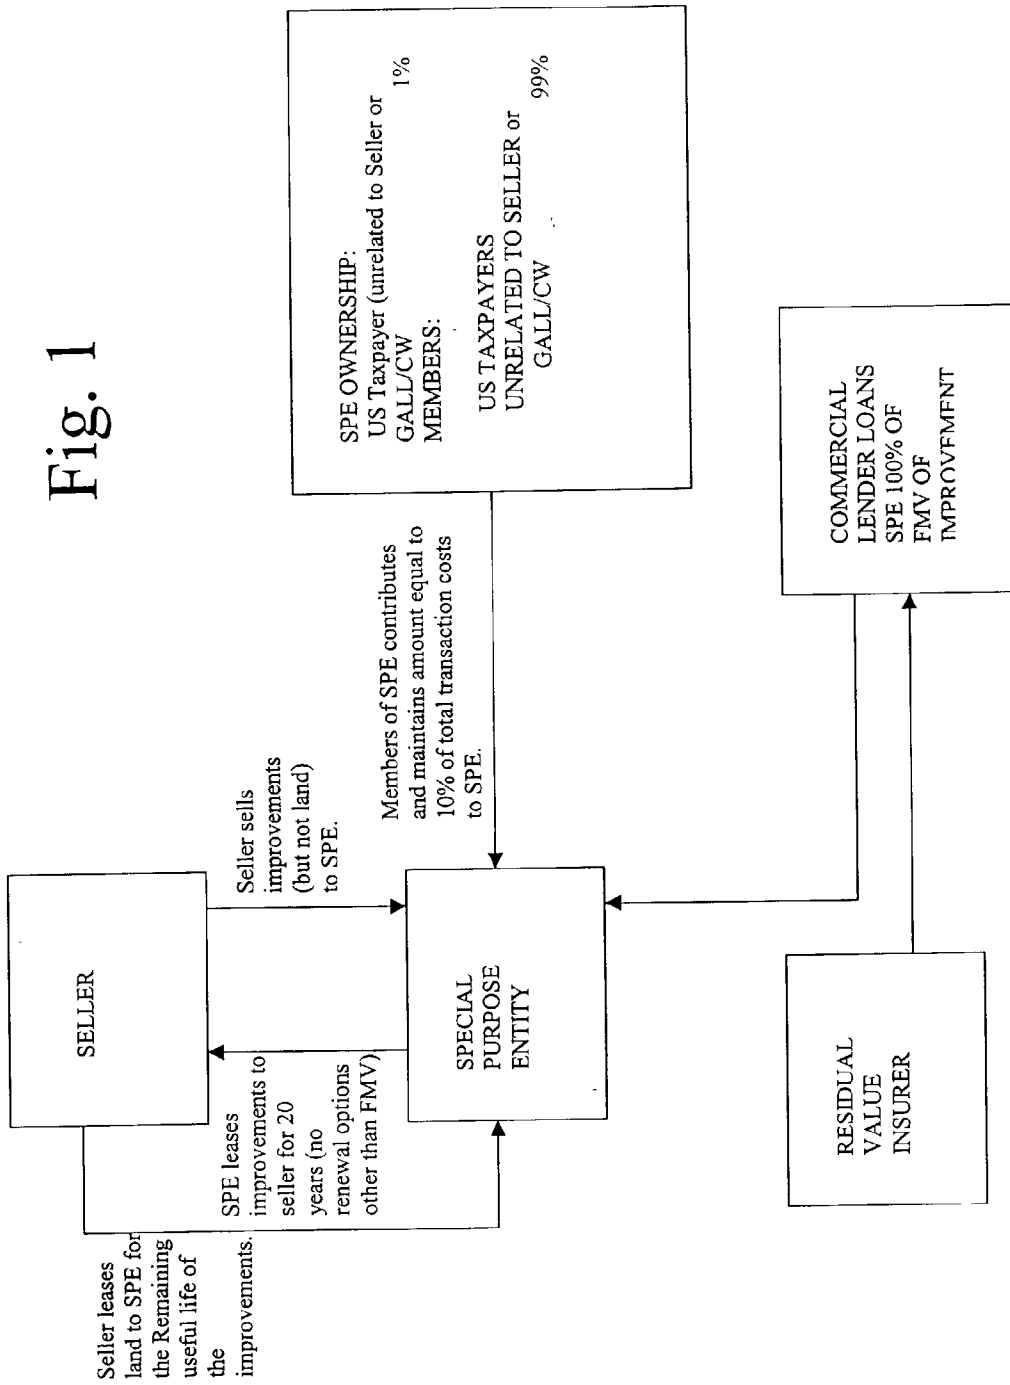 Fig. 1
SELLER
Seller leases
land to SPE for
the Remaining
useful life of
the
improvements.
SPE leases
improvements to
seller for 20
years (no
renewal options
other than FMV)
Seller sells
improvements
(but not land)
to SPE.
SPECIAL
PURPOSE
ENTITY
Members of SPE contributes
and maintains amount equal to
10% of total transaction costs
to SPE.
SPE OWNERSHIP:
US Taxpayer (unrelated to Seller or
GALL/CW 1%
MEMBERS:
US TAXPAYERS
UNRELATED TO SELLER or
GALL/CW 99%
RESIDUAL
VALUE
INSURER
COMMERCIAL
LENDER LOANS
SPE 100% OF
FMV OF
IMPROVEMENT